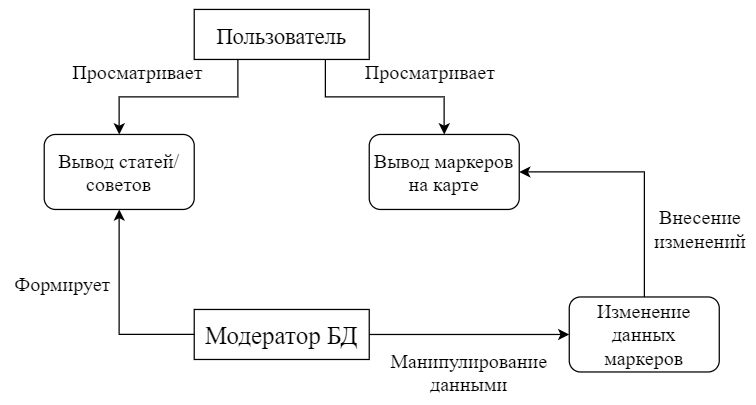 Пользователь
Просматривает
Просматривает
Вывод статей/
советов
Вывод маркеров
на карте
Внесение
изменений
Формирует
Модератор БД
Изменение
данных
маркеров
Манипулирование
данными